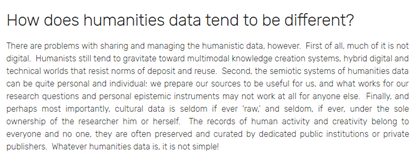 How does humanities data tend to be different?
There are problems with sharing and managing the humanistic data, however. First of all, much of it is not
digital. Humanists still tend to gravitate toward multimodal knowledge creation systems, hybrid digital and
technical worlds that resist norms of deposit and reuse. Second, the semiotic systems of humanities data
can be quite personal and individual: we prepare our sources to be useful for us, and what works for our
research questions and personal epistemic instruments may not work at all for anyone else. Finally, and
perhaps most importantly, cultural data is seldom if ever 'raw,' and seldom, if ever, under the sole
ownership of the researcher him or herself. The records of human activity and creativity belong to
everyone and no one, they are often preserved and curated by dedicated public institutions or private
publishers. Whatever humanities data is, it is not simple!